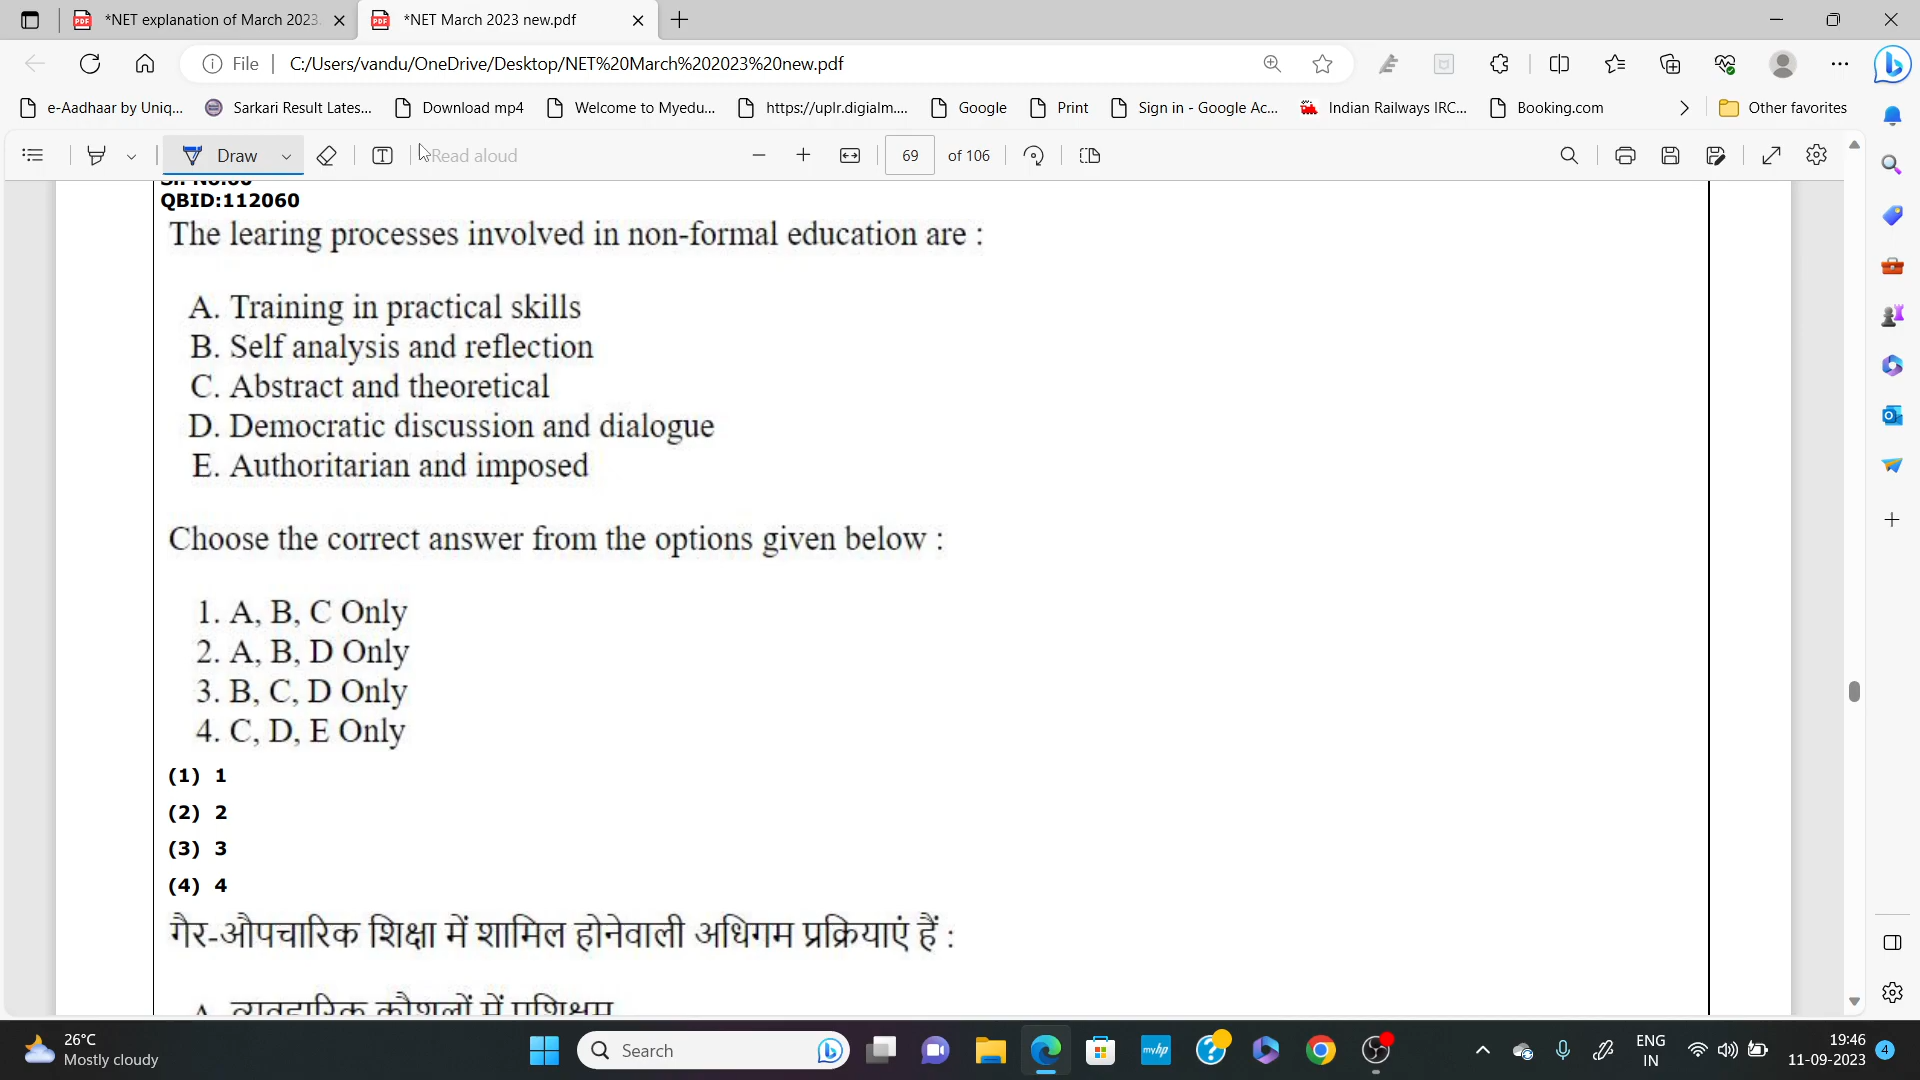 *NET explanation of March 2023
*NET March 2023 new.pdf
File
C:/Users/vandu/OneDrive/Desktop/NET%20March%202023%20new.pdf
e-Aadhaar by Uniq...
Sarkari Result Lates...
Download mp4
Welcome to Myedu...
https://uplr.digialm....
Google
Print
Sign in - Google Ac...
Indian Railways IRC...
Booking.com
Other favorites
Draw
Read aloud
69
of 106
QBID:112060
The learing processes involved in non-formal education are :
A. Training in practical skills
B. Self analysis and reflection
C. Abstract and theoretical
D. Democratic discussion and dialogue
E. Authoritarian and imposed
Choose the correct answer from the options given below :
1. A, B, C Only
2. A, B, D Only
3. B, C, D Only
4. C, D, E Only
(1) 1
(2) 2
(3) 3
(4) 4
गैर-औपचारिक शिक्षा में शामिल होनेवाली अधिगम प्रक्रियाएं हैं :
26°C
Mostly cloudy
Search
myhp
ENG
IN
19:46
11-09-2023
4